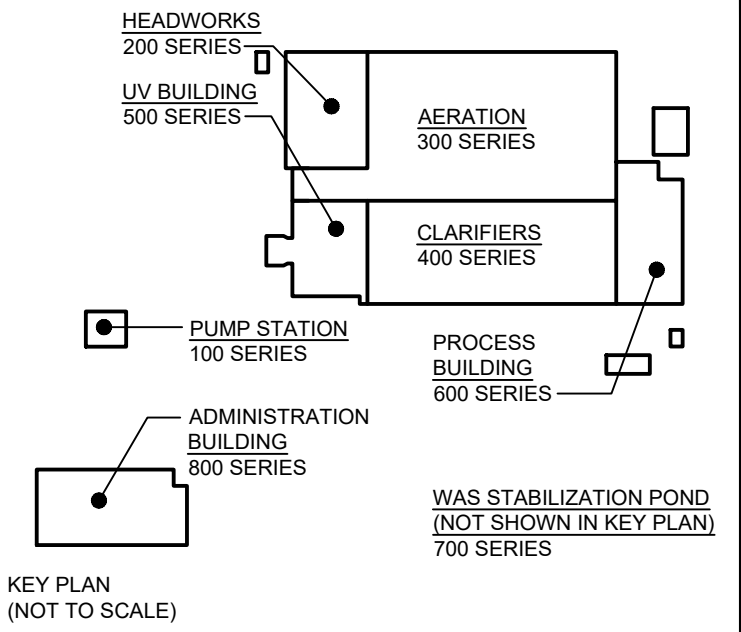 HEADWORKS
200 SERIES
UV BUILDING
500 SERIES
AERATION
300 SERIES
CLARIFIERS
400 SERIES
PUMP STATION
100 SERIES
PROCESS
BUILDING
600 SERIES
ADMINISTRATION
BUILDING
800 SERIES
WAS STABILIZATION POND
(NOT SHOWN IN KEY PLAN)
700 SERIES
KEY PLAN
(NOT TO SCALE)